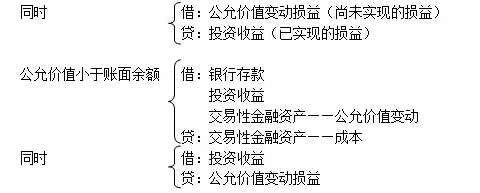 同时 借：公允价值变动损益（尚未实现的损益）
贷：投资收益（已实现的损益）
公允价值小于账面余额 借：银行存款
投资收益
交易性金融资产－－公允价值变动
贷：交易性金融资产－－成本
同时 借：投资收益
贷：公允价值变动损益